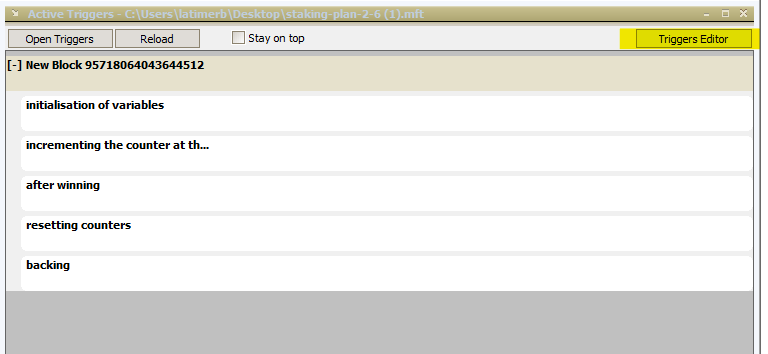 Active Triggers - C:\Users\latimerb\Desktop\staking-plan-2-6 (1).mft
Open Triggers Reload Stay on top Triggers Editor
[-] New Block 95718064043644512
initialisation of variables
incrementing the counter at th...
after winning
resetting counters
backing